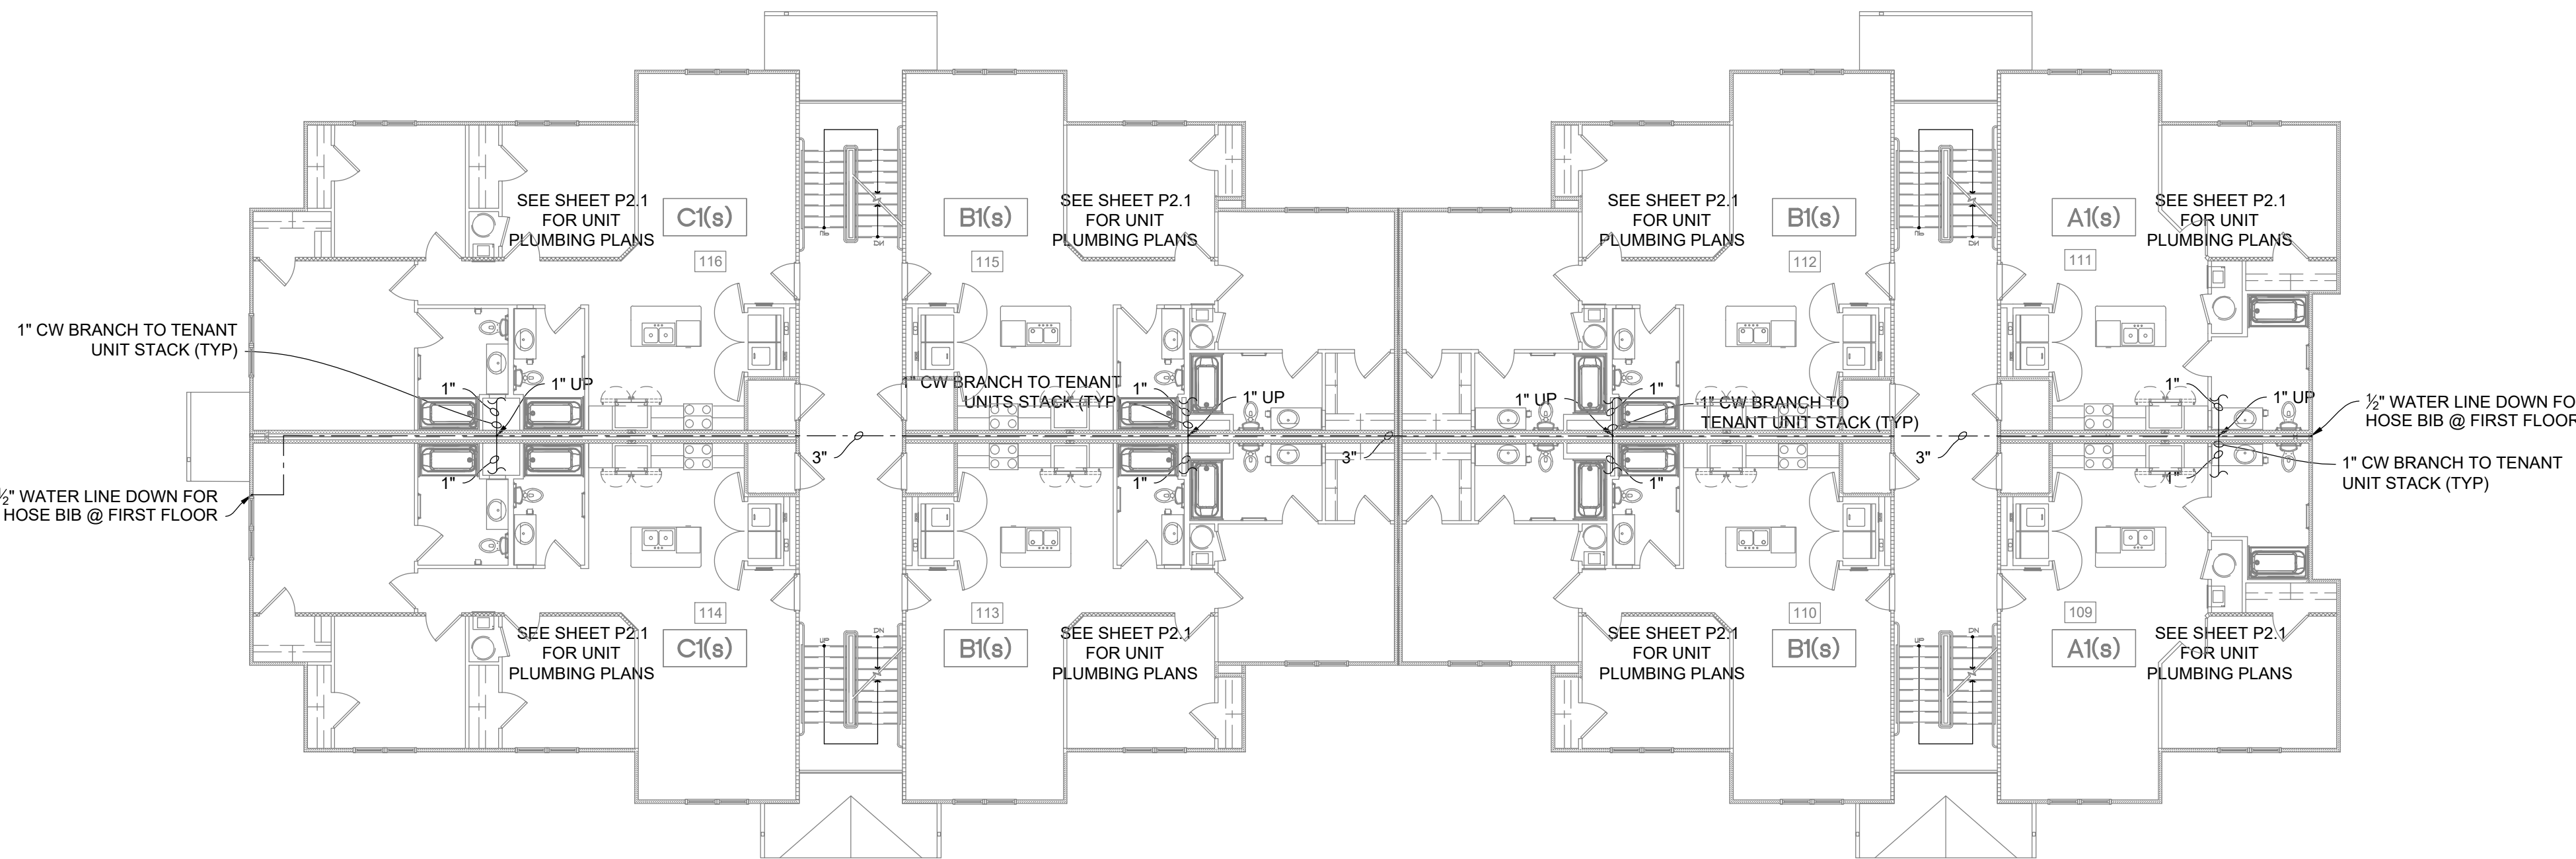 SEE SHEET P2.1
FOR UNIT
PLUMBING PLANS
C1(s)
116
B1(s)
115
SEE SHEET P2.1
FOR UNIT
PLUMBING PLANS
SEE SHEET P2.1
FOR UNIT
PLUMBING PLANS
B1(s)
112
A1(s)
111
SEE SHEET P2.1
FOR UNIT
PLUMBING PLANS
UP
DN
UP
DN
1" CW BRANCH TO TENANT
UNIT STACK (TYP)
1"
1" UP
1"
CW BRANCH TO TENANT
UNITS STACK (TYP)
1"
1" UP
1"
1" UP
1"
1" CW BRANCH TO
TENANT UNIT STACK (TYP)
1"
1"
1" UP
1"
½" WATER LINE DOWN FO
HOSE BIB @ FIRST FLOOR
3"
3"
3"
1" CW BRANCH TO TENANT
UNIT STACK (TYP)
½" WATER LINE DOWN FOR
HOSE BIB @ FIRST FLOOR
114
C1(s)
SEE SHEET P2.1
FOR UNIT
PLUMBING PLANS
113
B1(s)
SEE SHEET P2.1
FOR UNIT
PLUMBING PLANS
SEE SHEET P2.1
FOR UNIT
PLUMBING PLANS
110
B1(s)
109
A1(s)
SEE SHEET P2.1
FOR UNIT
PLUMBING PLANS
UP
DN
UP
DN